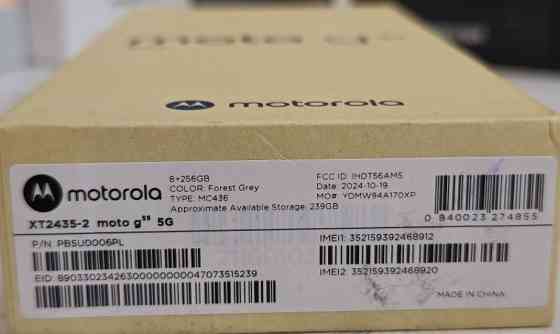 motorola
motorola
8+256GB
COLOR: Forest Grey
TYPE: MC436
Approximate Available Storage: 239GB
FCC ID: IHDT56AM5
Date: 2024-10-19
MO#: YDMW94A170XP
0 840023 274855
XT2435-2 moto g⁵⁵ 5G
P/N: PB5U0006PL
IMEI1: 352159392468912
EID: 89033023426300000000047073515239
IMEI2: 352159392468920
MADE IN CHINA